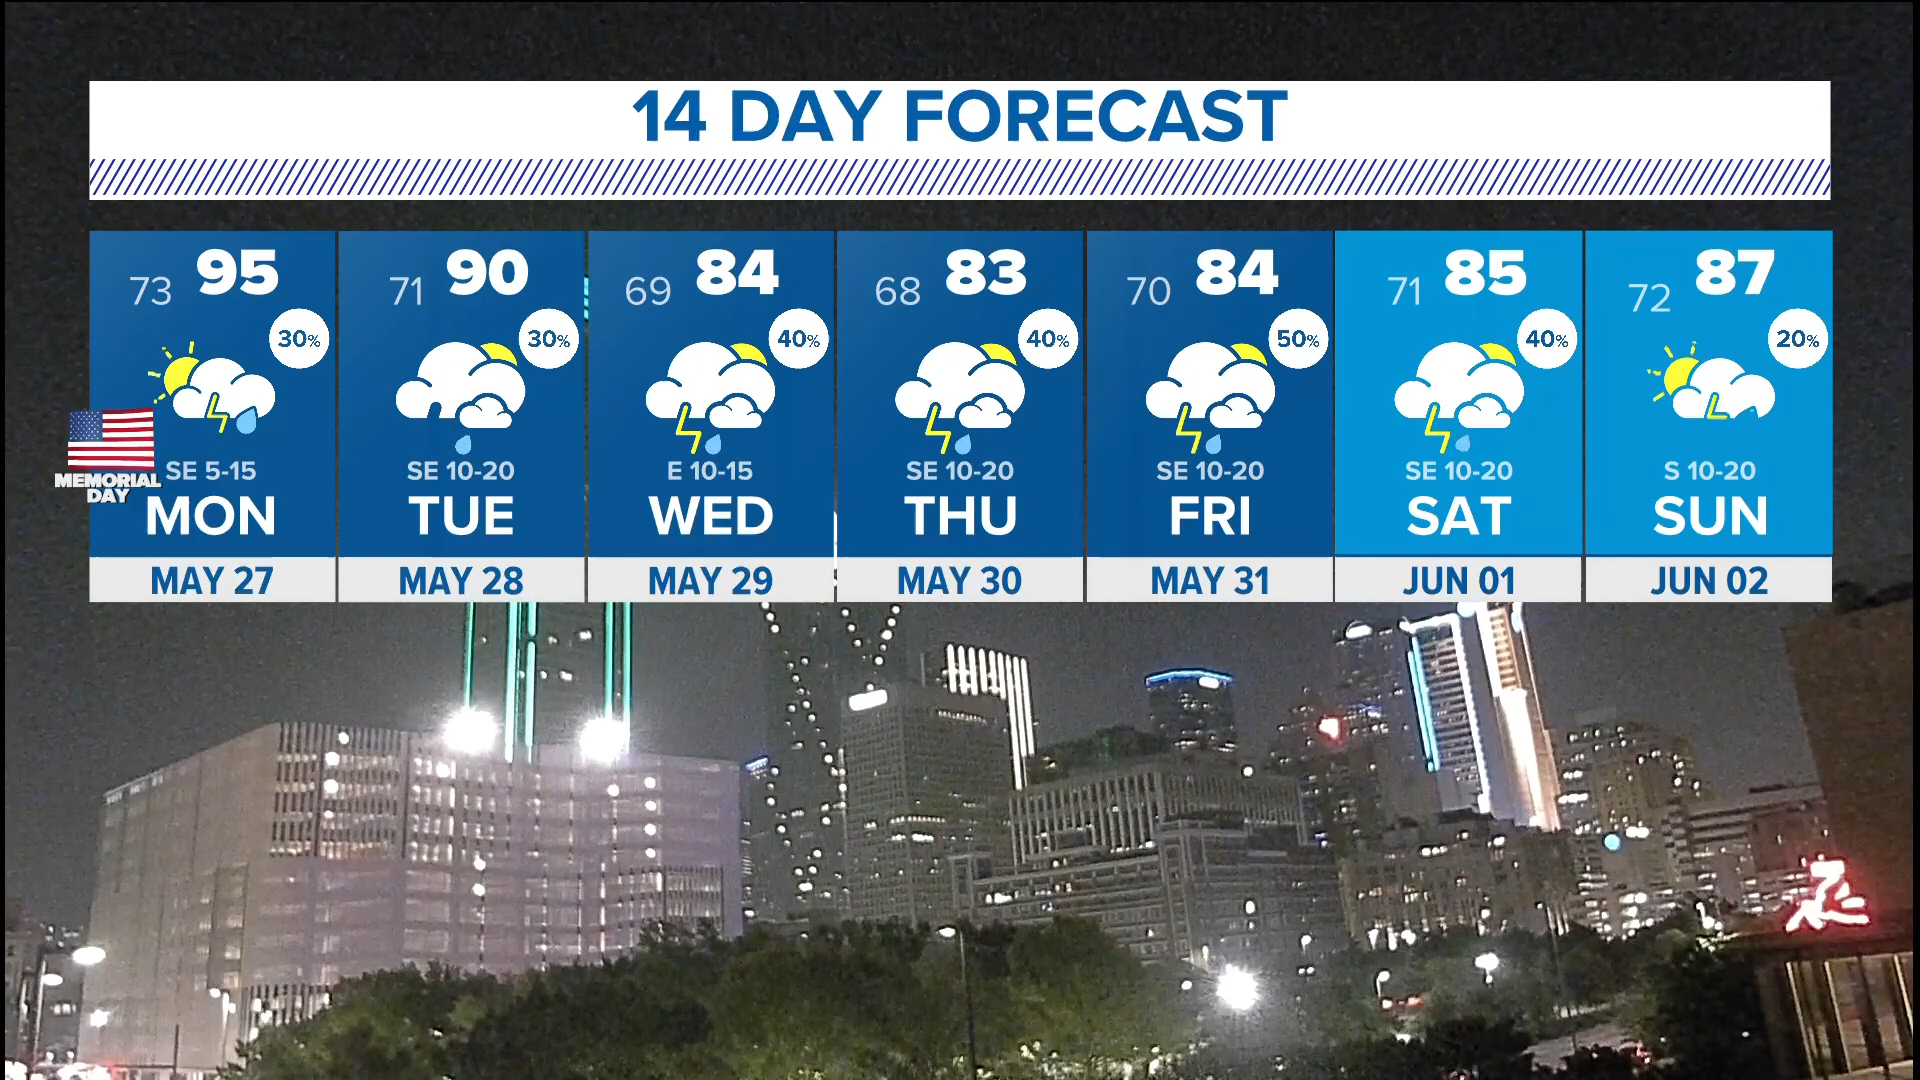 14 DAY FORECAST
73 95
30%
SE 5-15
MEMORIAL
DAY
MON
MAY 27
71 90
30%
SE 10-20
TUE
MAY 28
69 84
40%
E 10-15
WED
MAY 29
68 83
40%
SE 10-20
THU
MAY 30
70 84
50%
SE 10-20
FRI
MAY 31
71 85
40%
SE 10-20
SAT
JUN 01
72 87
20%
S 10-20
SUN
JUN 02